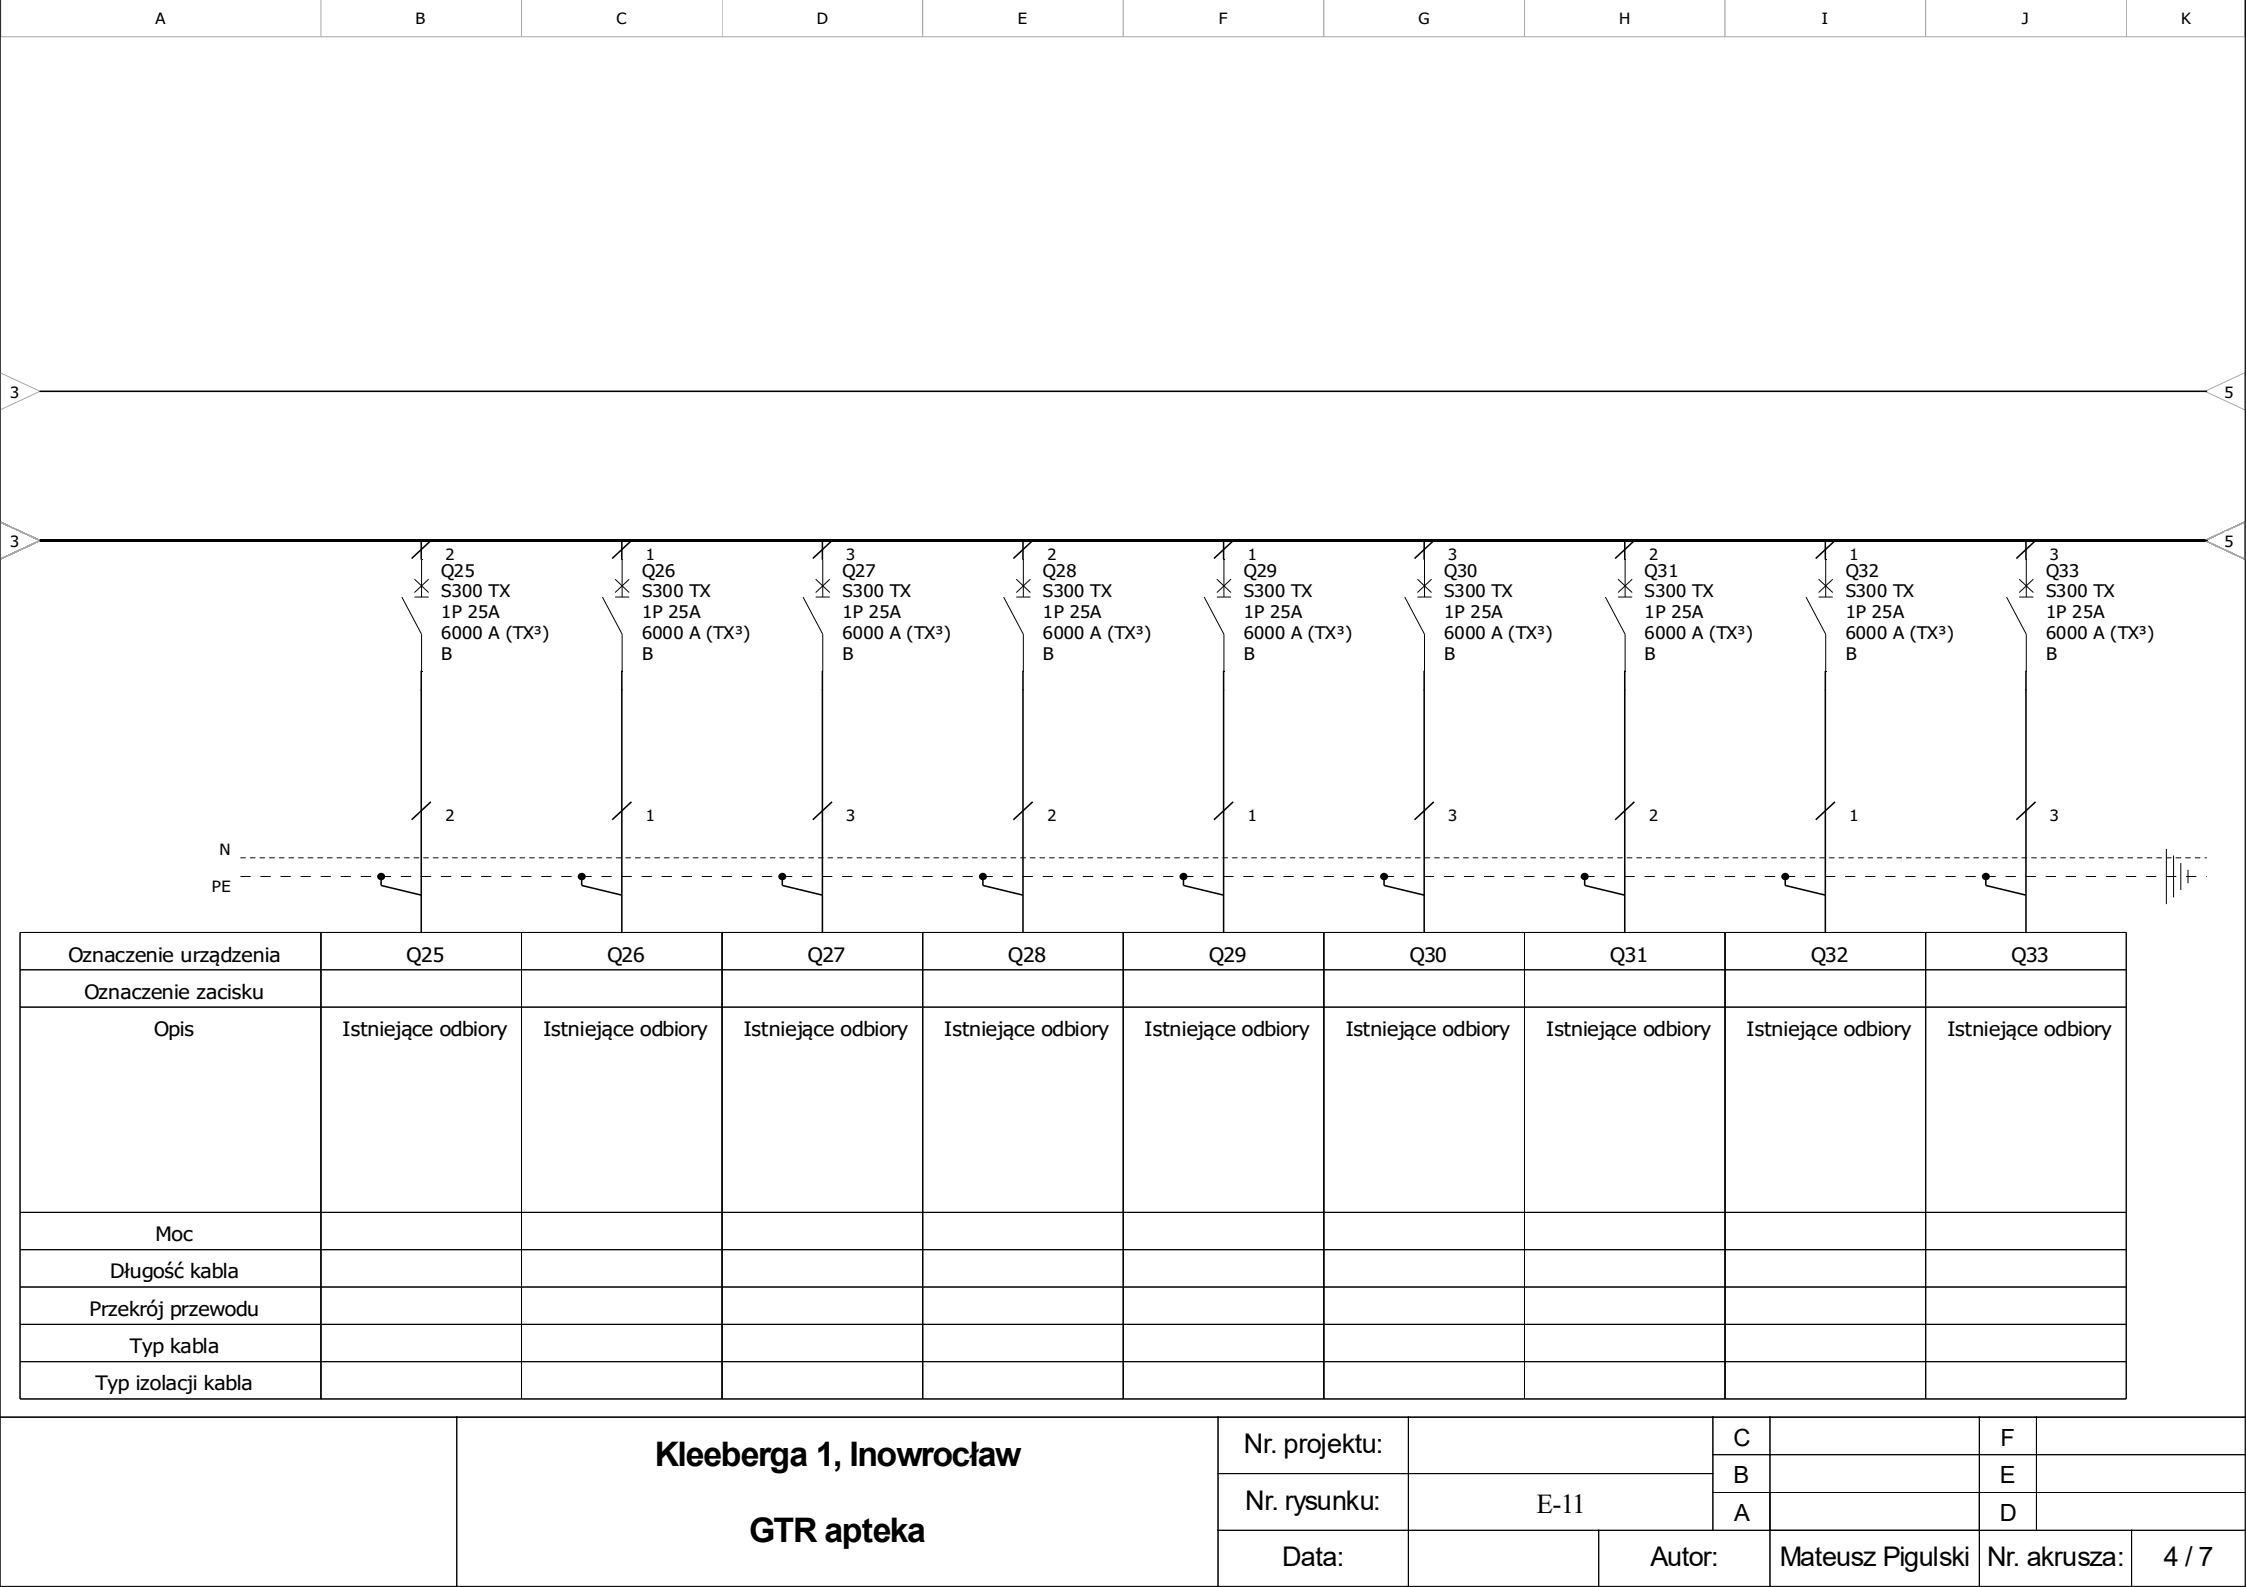 A B C D E F G H I J K
3 5
3 5
2 1 3 2 1 3 2 1 3
Q25 Q26 Q27 Q28 Q29 Q30 Q31 Q32 Q33
S300 TX S300 TX S300 TX S300 TX S300 TX S300 TX S300 TX S300 TX S300 TX
1P 25A 1P 25A 1P 25A 1P 25A 1P 25A 1P 25A 1P 25A 1P 25A 1P 25A
6000 A (TX³) 6000 A (TX³) 6000 A (TX³) 6000 A (TX³) 6000 A (TX³) 6000 A (TX³) 6000 A (TX³) 6000 A (TX³) 6000 A (TX³)
B B B B B B B B B
2 1 3 2 1 3 2 1 3
N
PE
Oznaczenie urządzenia Q25 Q26 Q27 Q28 Q29 Q30 Q31 Q32 Q33
Oznaczenie zacisku
Opis Istniejące odbiory Istniejące odbiory Istniejące odbiory Istniejące odbiory Istniejące odbiory Istniejące odbiory Istniejące odbiory Istniejące odbiory Istniejące odbiory
Moc
Długość kabla
Przekrój przewodu
Typ kabla
Typ izolacji kabla
Kleeberga 1, Inowrocław
GTR apteka
Nr. projektu: C F
B E
Nr. rysunku: E-11 A D
Data: Autor: Mateusz Pigulski Nr. akrusza: 4 / 7